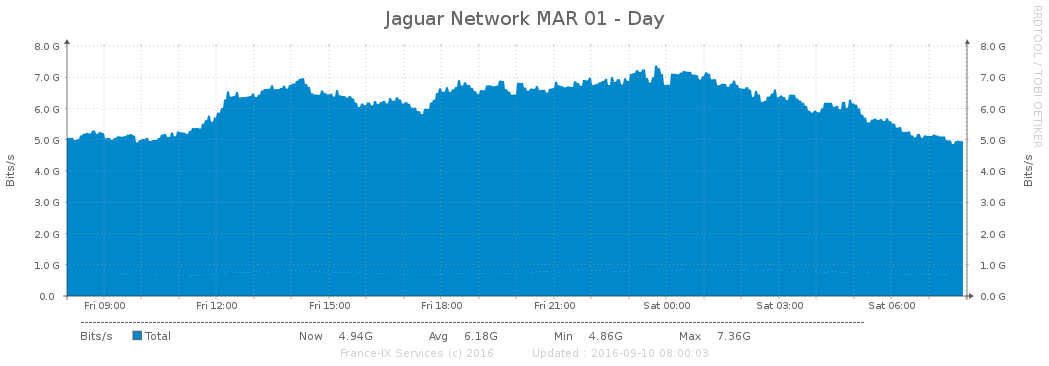 Jaguar Network MAR 01 - Day
RRDTOOL / TOBI OETIKER
Bits/s
8.0 G 8.0 G
7.0 G 7.0 G
6.0 G 6.0 G
5.0 G 5.0 G
4.0 G 4.0 G
3.0 G 3.0 G
2.0 G 2.0 G
1.0 G 1.0 G
0.0 0.0 G
Bits/s
Fri 09:00 Fri 12:00 Fri 15:00 Fri 18:00 Fri 21:00 Sat 00:00 Sat 03:00 Sat 06:00
Bits/s Total Now 4.94G Avg 6.18G Min 4.86G Max 7.36G
France-IX Services (c) 2016 Updated : 2016-09-10 08:00:03